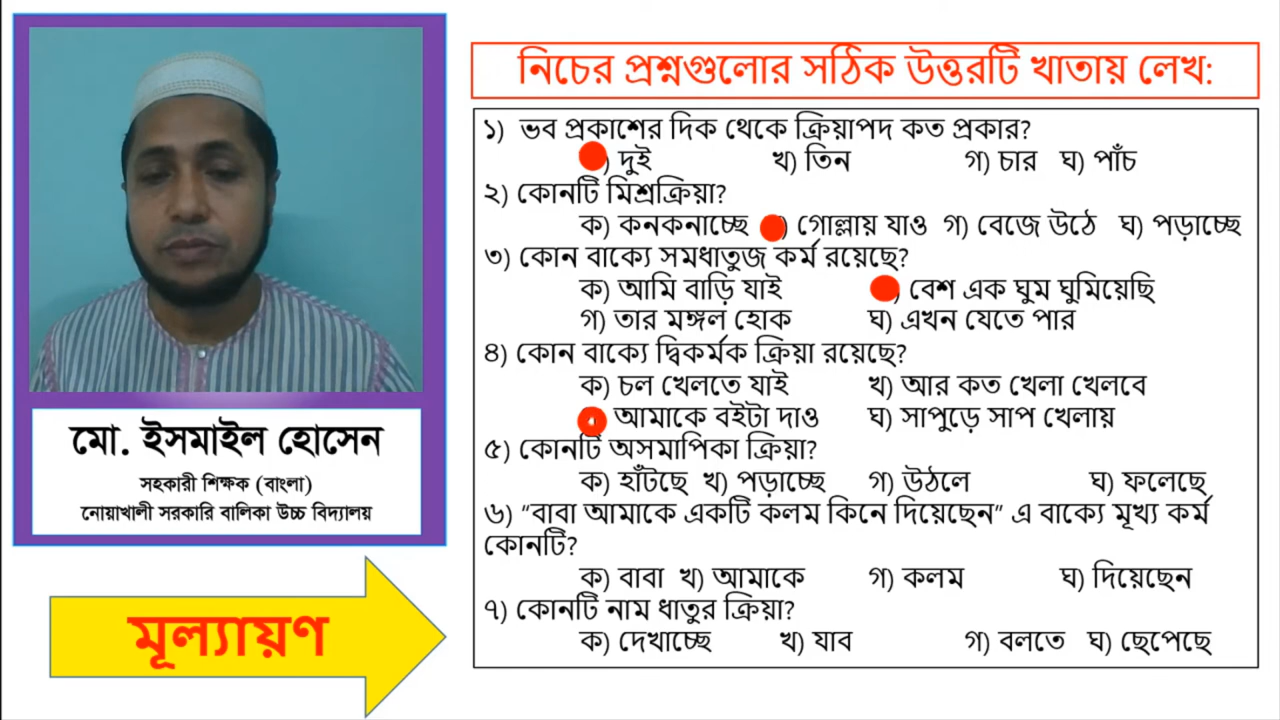 নিচের প্রশ্নগুলোর সঠিক উত্তরটি খাতায় লেখ:
১) ভব প্রকাশের দিক থেকে ক্রিয়াপদ কত প্রকার?
) দুই খ) তিন গ) চার ঘ) পাঁচ
২) কোনটি মিশ্রক্রিয়া?
ক) কনকনাচ্ছে ) গোল্লায় যাও গ) বেজে উঠে ঘ) পড়াচ্ছে
৩) কোন বাক্যে সমধাতুজ কর্ম রয়েছে?
ক) আমি বাড়ি যাই ) বেশ এক ঘুম ঘুমিয়েছি
গ) তার মঙ্গল হোক ঘ) এখন যেতে পার
৪) কোন বাক্যে দ্বিকর্মক ক্রিয়া রয়েছে?
ক) চল খেলতে যাই খ) আর কত খেলা খেলবে
আমাকে বইটা দাও ঘ) সাপুড়ে সাপ খেলায়
৫) কোনটি অসমাপিকা ক্রিয়া?
ক) হাঁটছে খ) পড়াচ্ছে গ) উঠলে ঘ) ফলেছে
৬) “বাবা আমাকে একটি কলম কিনে দিয়েছেন” এ বাক্যে মূখ্য কর্ম
কোনটি?
ক) বাবা খ) আমাকে গ) কলম ঘ) দিয়েছেন
৭) কোনটি নাম ধাতুর ক্রিয়া?
ক) দেখাচ্ছে খ) যাব গ) বলতে ঘ) ছেপেছে
মো. ইসমাইল হোসেন
সহকারী শিক্ষক (বাংলা)
নোয়াখালী সরকারি বালিকা উচ্চ বিদ্যালয়
মূল্যায়ণ